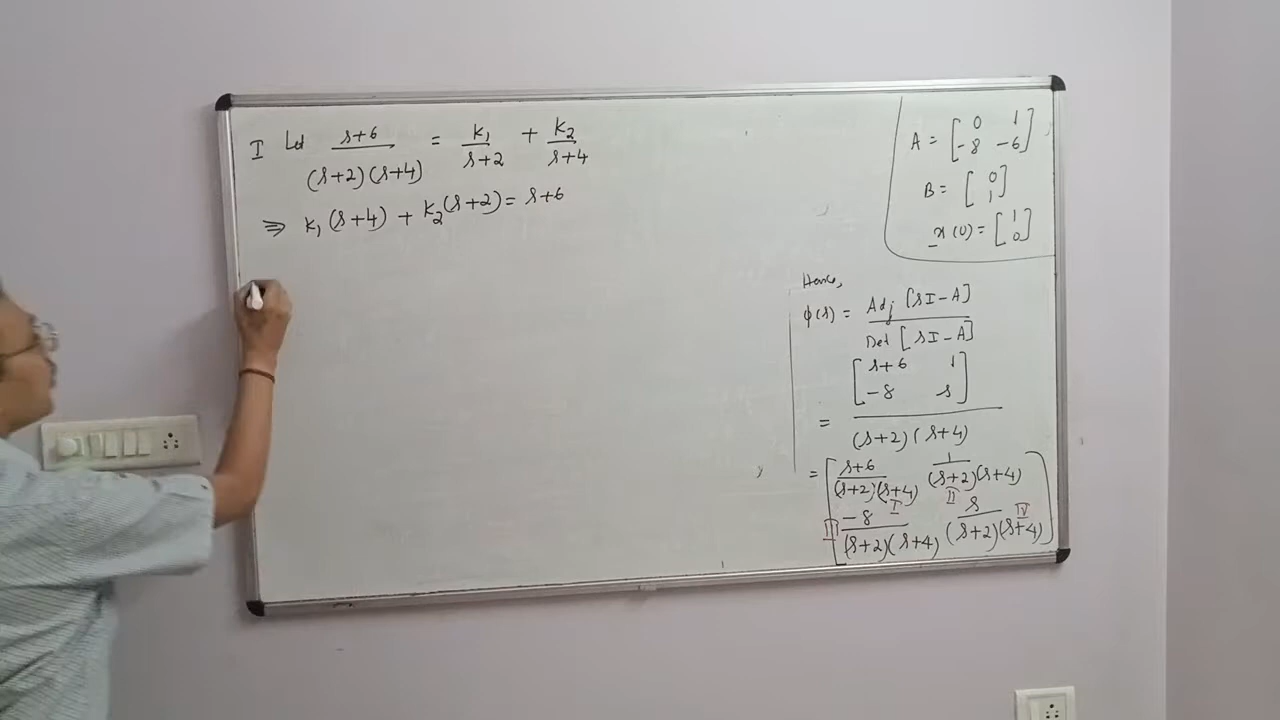 I Let s+6 / (s+2)(s+4) = K₁ / s+2 + K₂ / s+4
⇒ K₁(s+4) + K₂(s+2) = s+6
A = [0 1; -8 -6]
B = [0; 1]
x(0) = [1; 0]
Hence,
ϕ(s) = Adj [sI-A] / Det [sI-A]
= [s+6 1; -8 s] / (s+2)(s+4)
= [s+6 / (s+2)(s+4) I 1 / (s+2)(s+4) II
III -8 / (s+2)(s+4) s / (s+2)(s+4) IV]